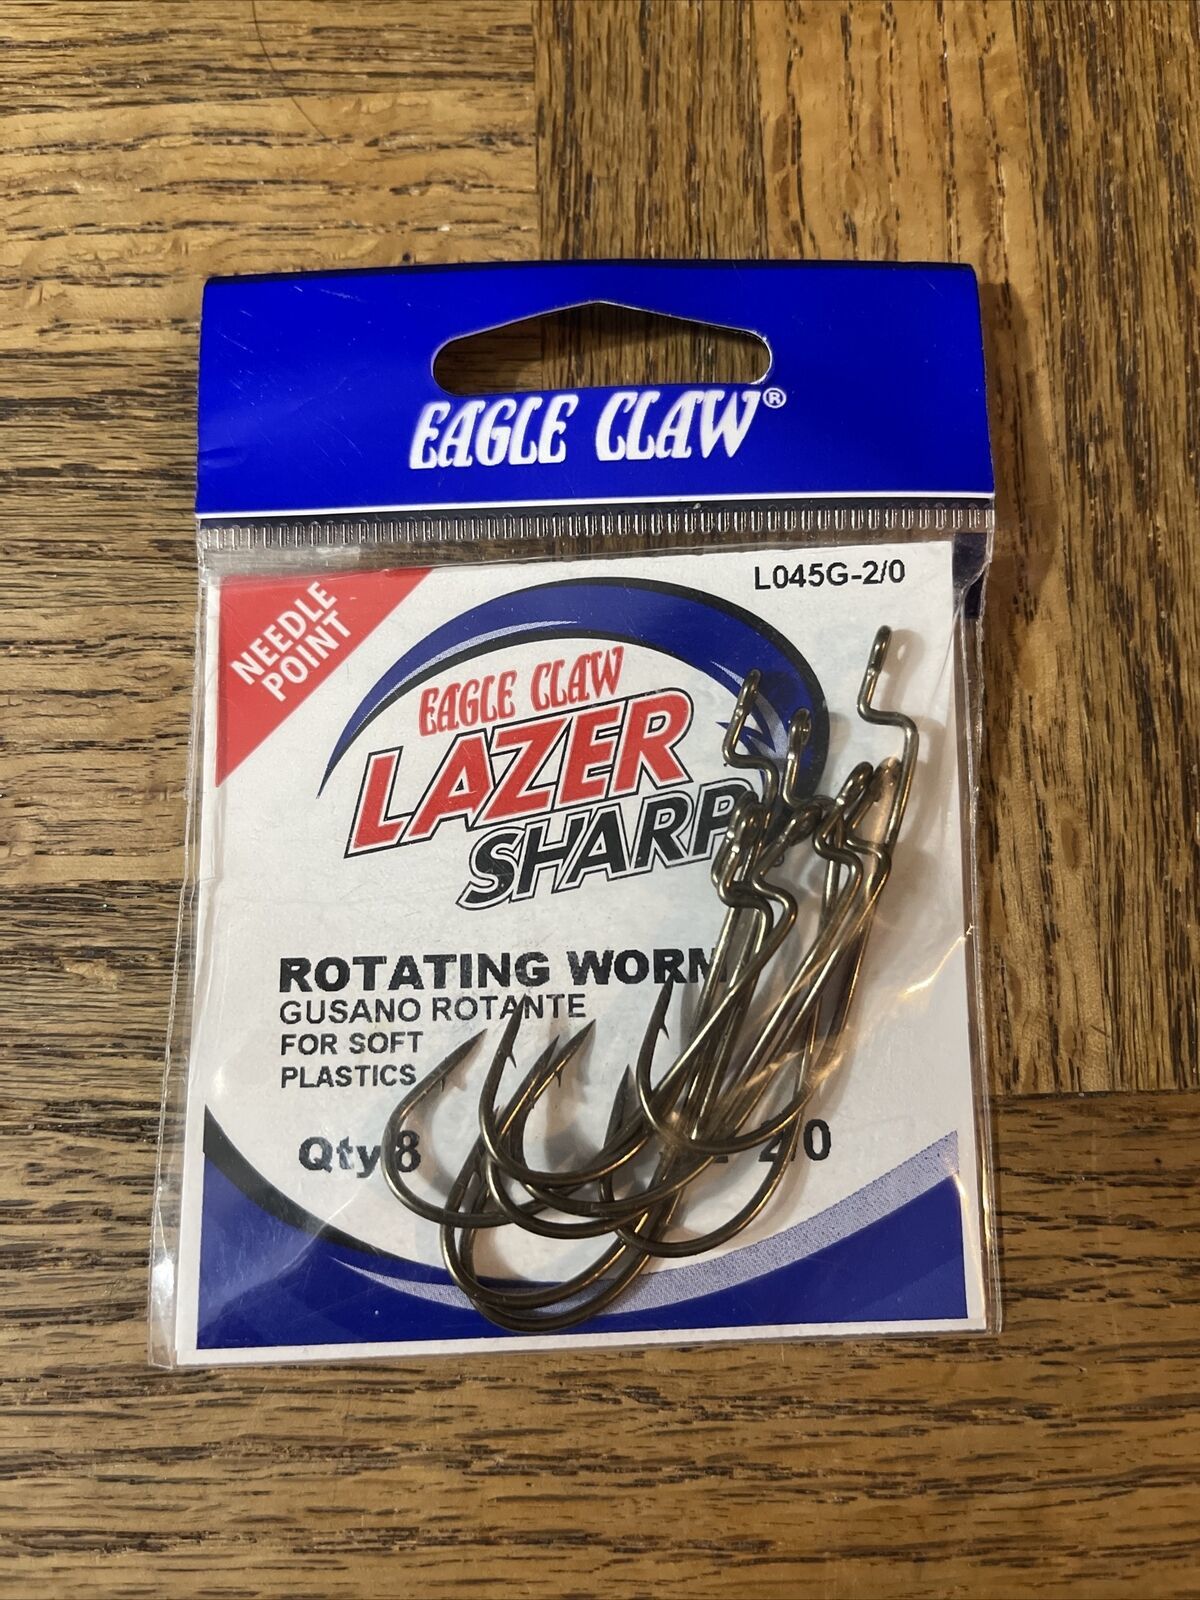 EAGLE CLAW®
L045G-2/0
NEEDLE
POINT
EAGLE CLAW
LAZER
SHARP
ROTATING WORM
GUSANO ROTANTE
FOR SOFT
PLASTICS
Qty 8 2/0